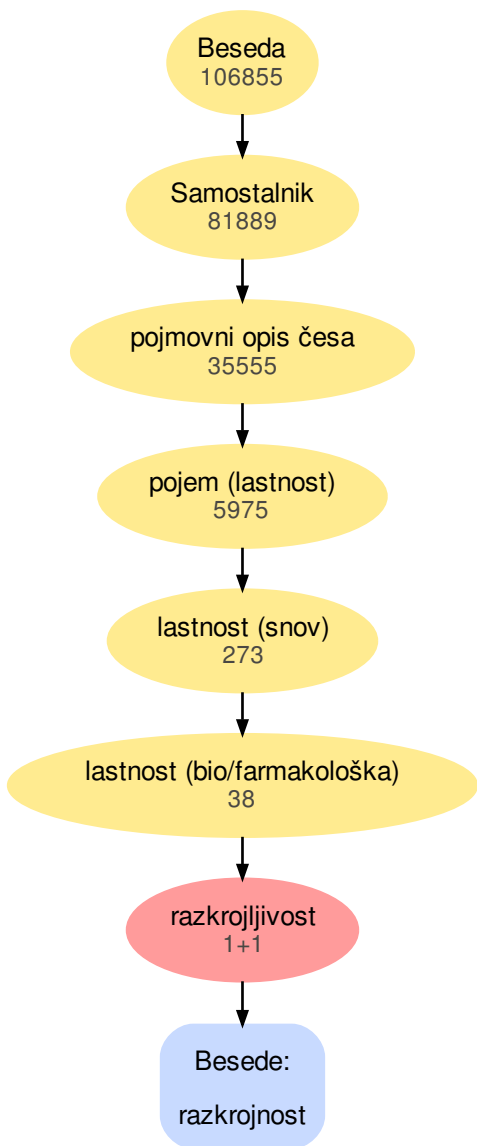 Beseda
106855
Samostalnik
81889
pojmovni opis česa
35555
pojem (lastnost)
5975
lastnost (snov)
273
lastnost (bio/farmakološka)
38
razkrojljivost
1+1
Besede:
razkrojnost